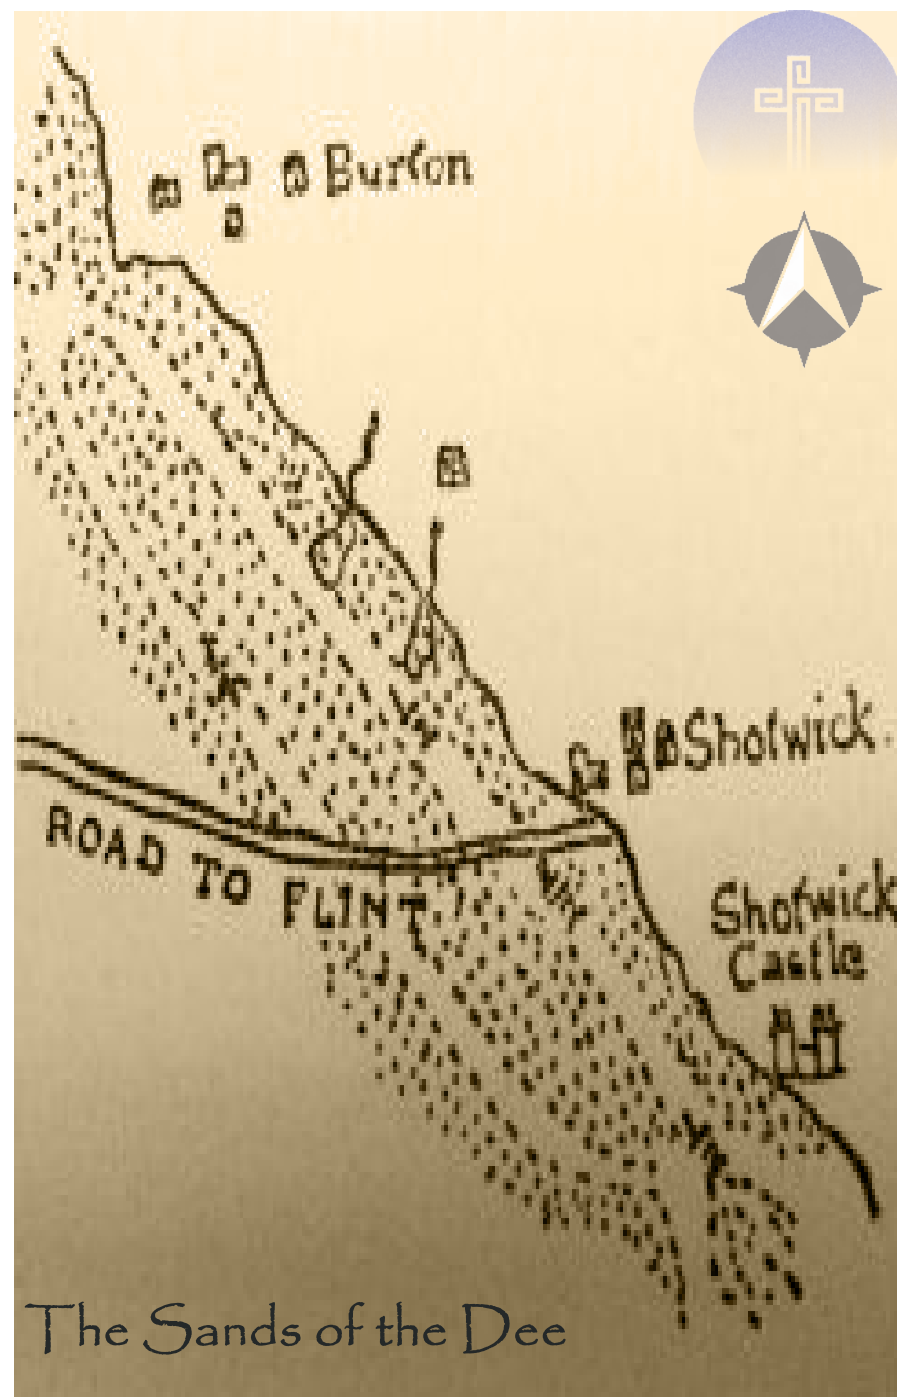 Burton
Shotwick.
ROAD TO FLINT
Shotwick
Castle
The Sands of the Dee